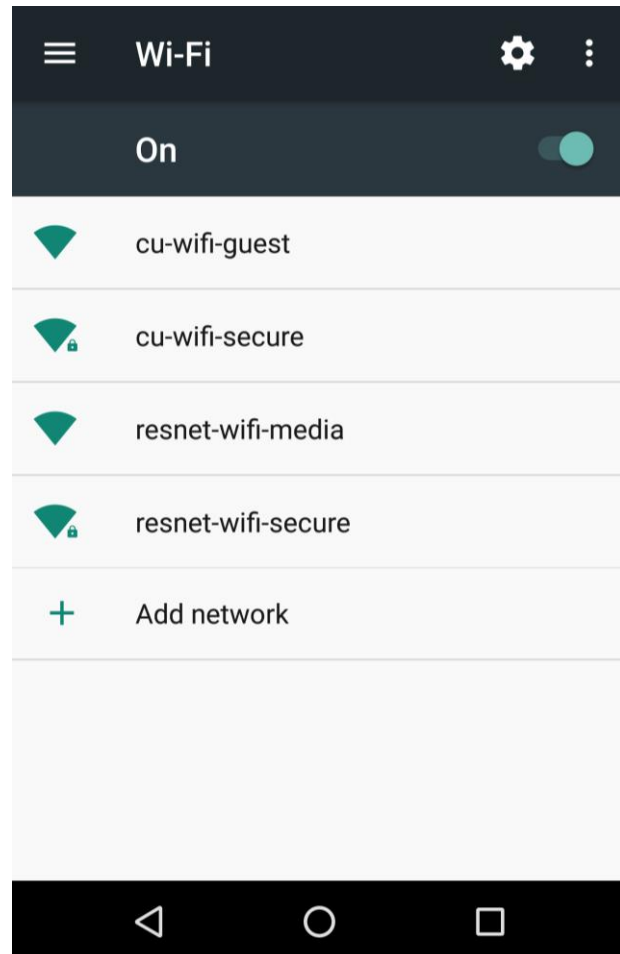 Wi-Fi
On
cu-wifi-guest
cu-wifi-secure
resnet-wifi-media
resnet-wifi-secure
Add network